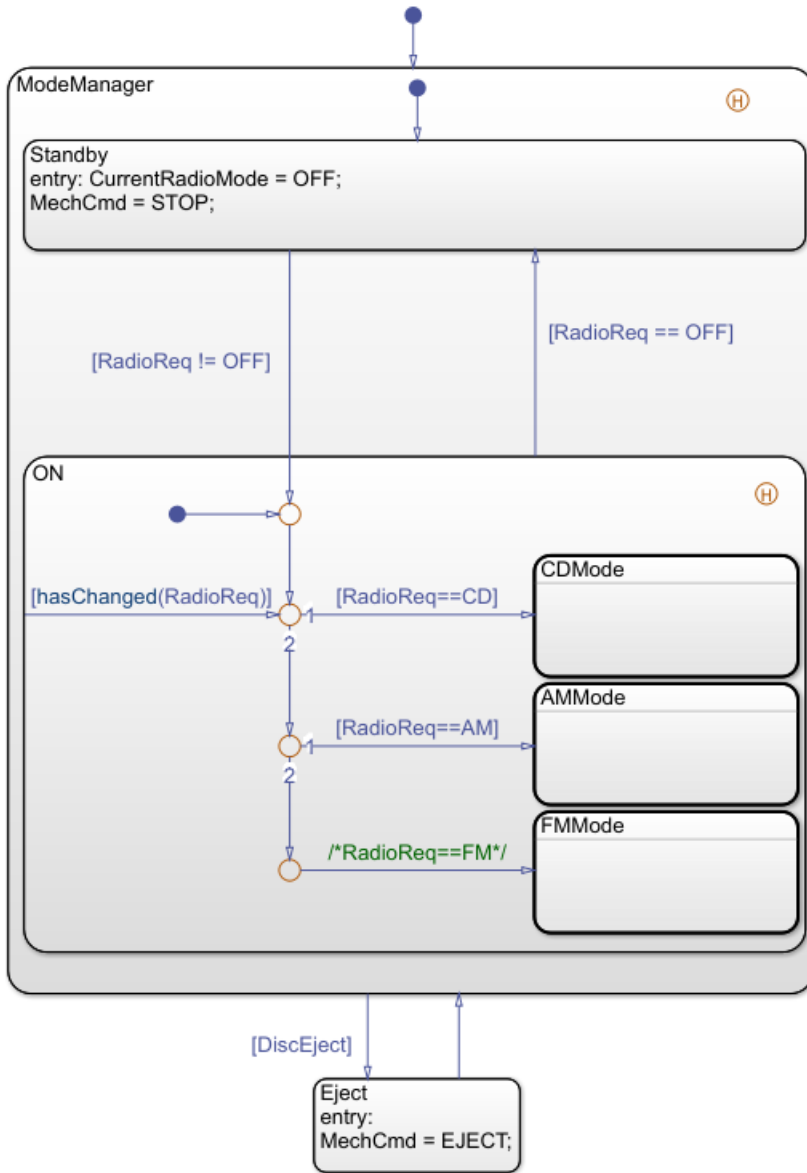 ModeManager
H
Standby
entry: CurrentRadioMode = OFF;
MechCmd = STOP;
[RadioReq != OFF]
[RadioReq == OFF]
ON
H
CDMode
[hasChanged(RadioReq)]
1
[RadioReq==CD]
2
AMMode
1
[RadioReq==AM]
2
FMMode
/*RadioReq==FM*/
[DiscEject]
Eject
entry:
MechCmd = EJECT;